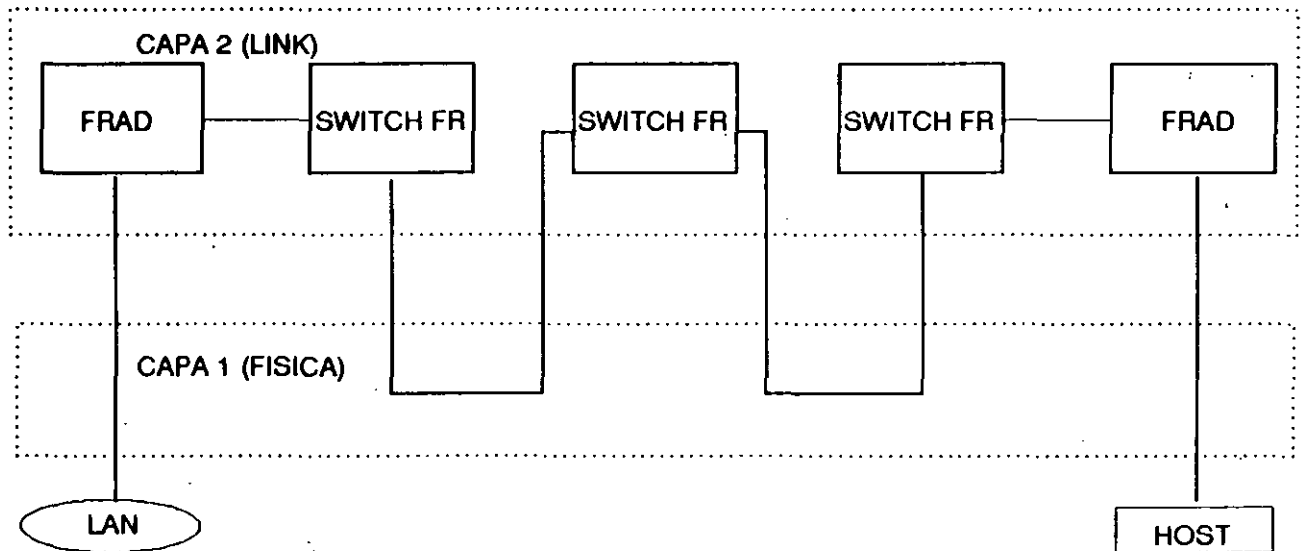 CAPA 2 (LINK)
FRAD
SWITCH FR
SWITCH FR
SWITCH FR
FRAD
CAPA 1 (FISICA)
LAN
HOST